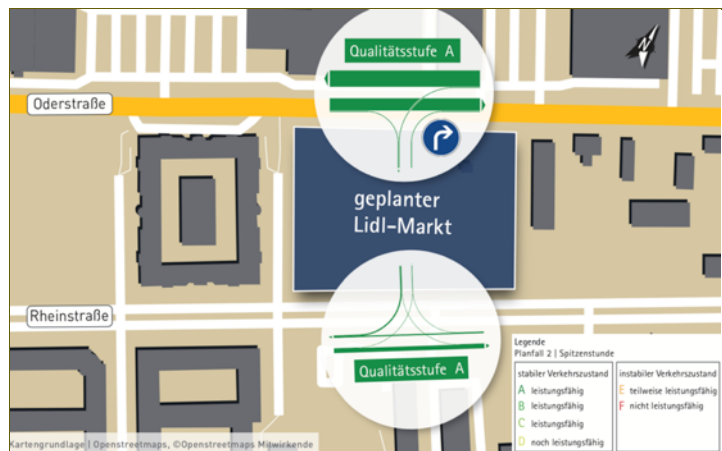 Qualitätsstufe A
N
Oderstraße
geplanter
Lidl-Markt
Rheinstraße
Qualitätsstufe A
Legende
Planfall 2 | Spitzenstunde
stabiler Verkehrszustand
A leistungsfähig
B leistungsfähig
C leistungsfähig
D noch leistungsfähig
instabiler Verkehrszustand
E teilweise leistungsfähig
F nicht leistungsfähig
Kartengrundlage | Openstreetmaps, ©Openstreetmaps Mitwirkende